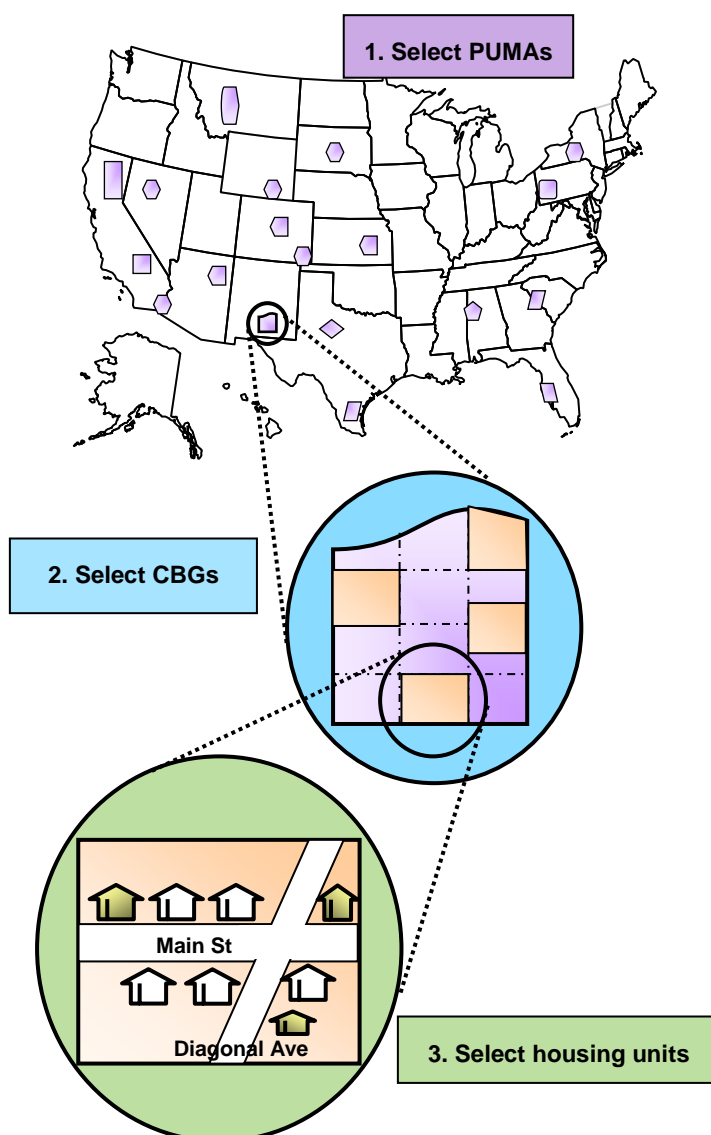 1. Select PUMAs
2. Select CBGs
Main St
Diagonal Ave
3. Select housing units